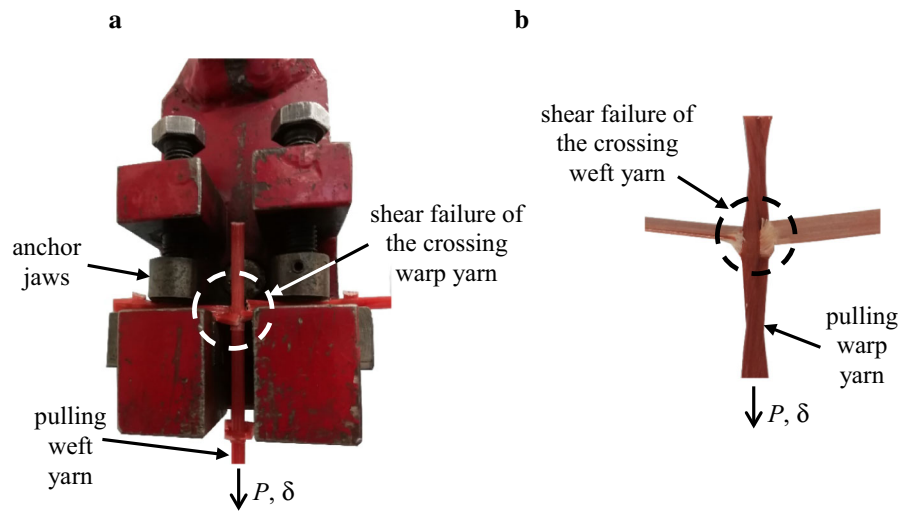 a
b
shear failure of
the crossing
weft yarn
shear failure of
the crossing
warp yarn
anchor
jaws
pulling
warp
yarn
pulling
weft
yarn
P, δ
P, δ